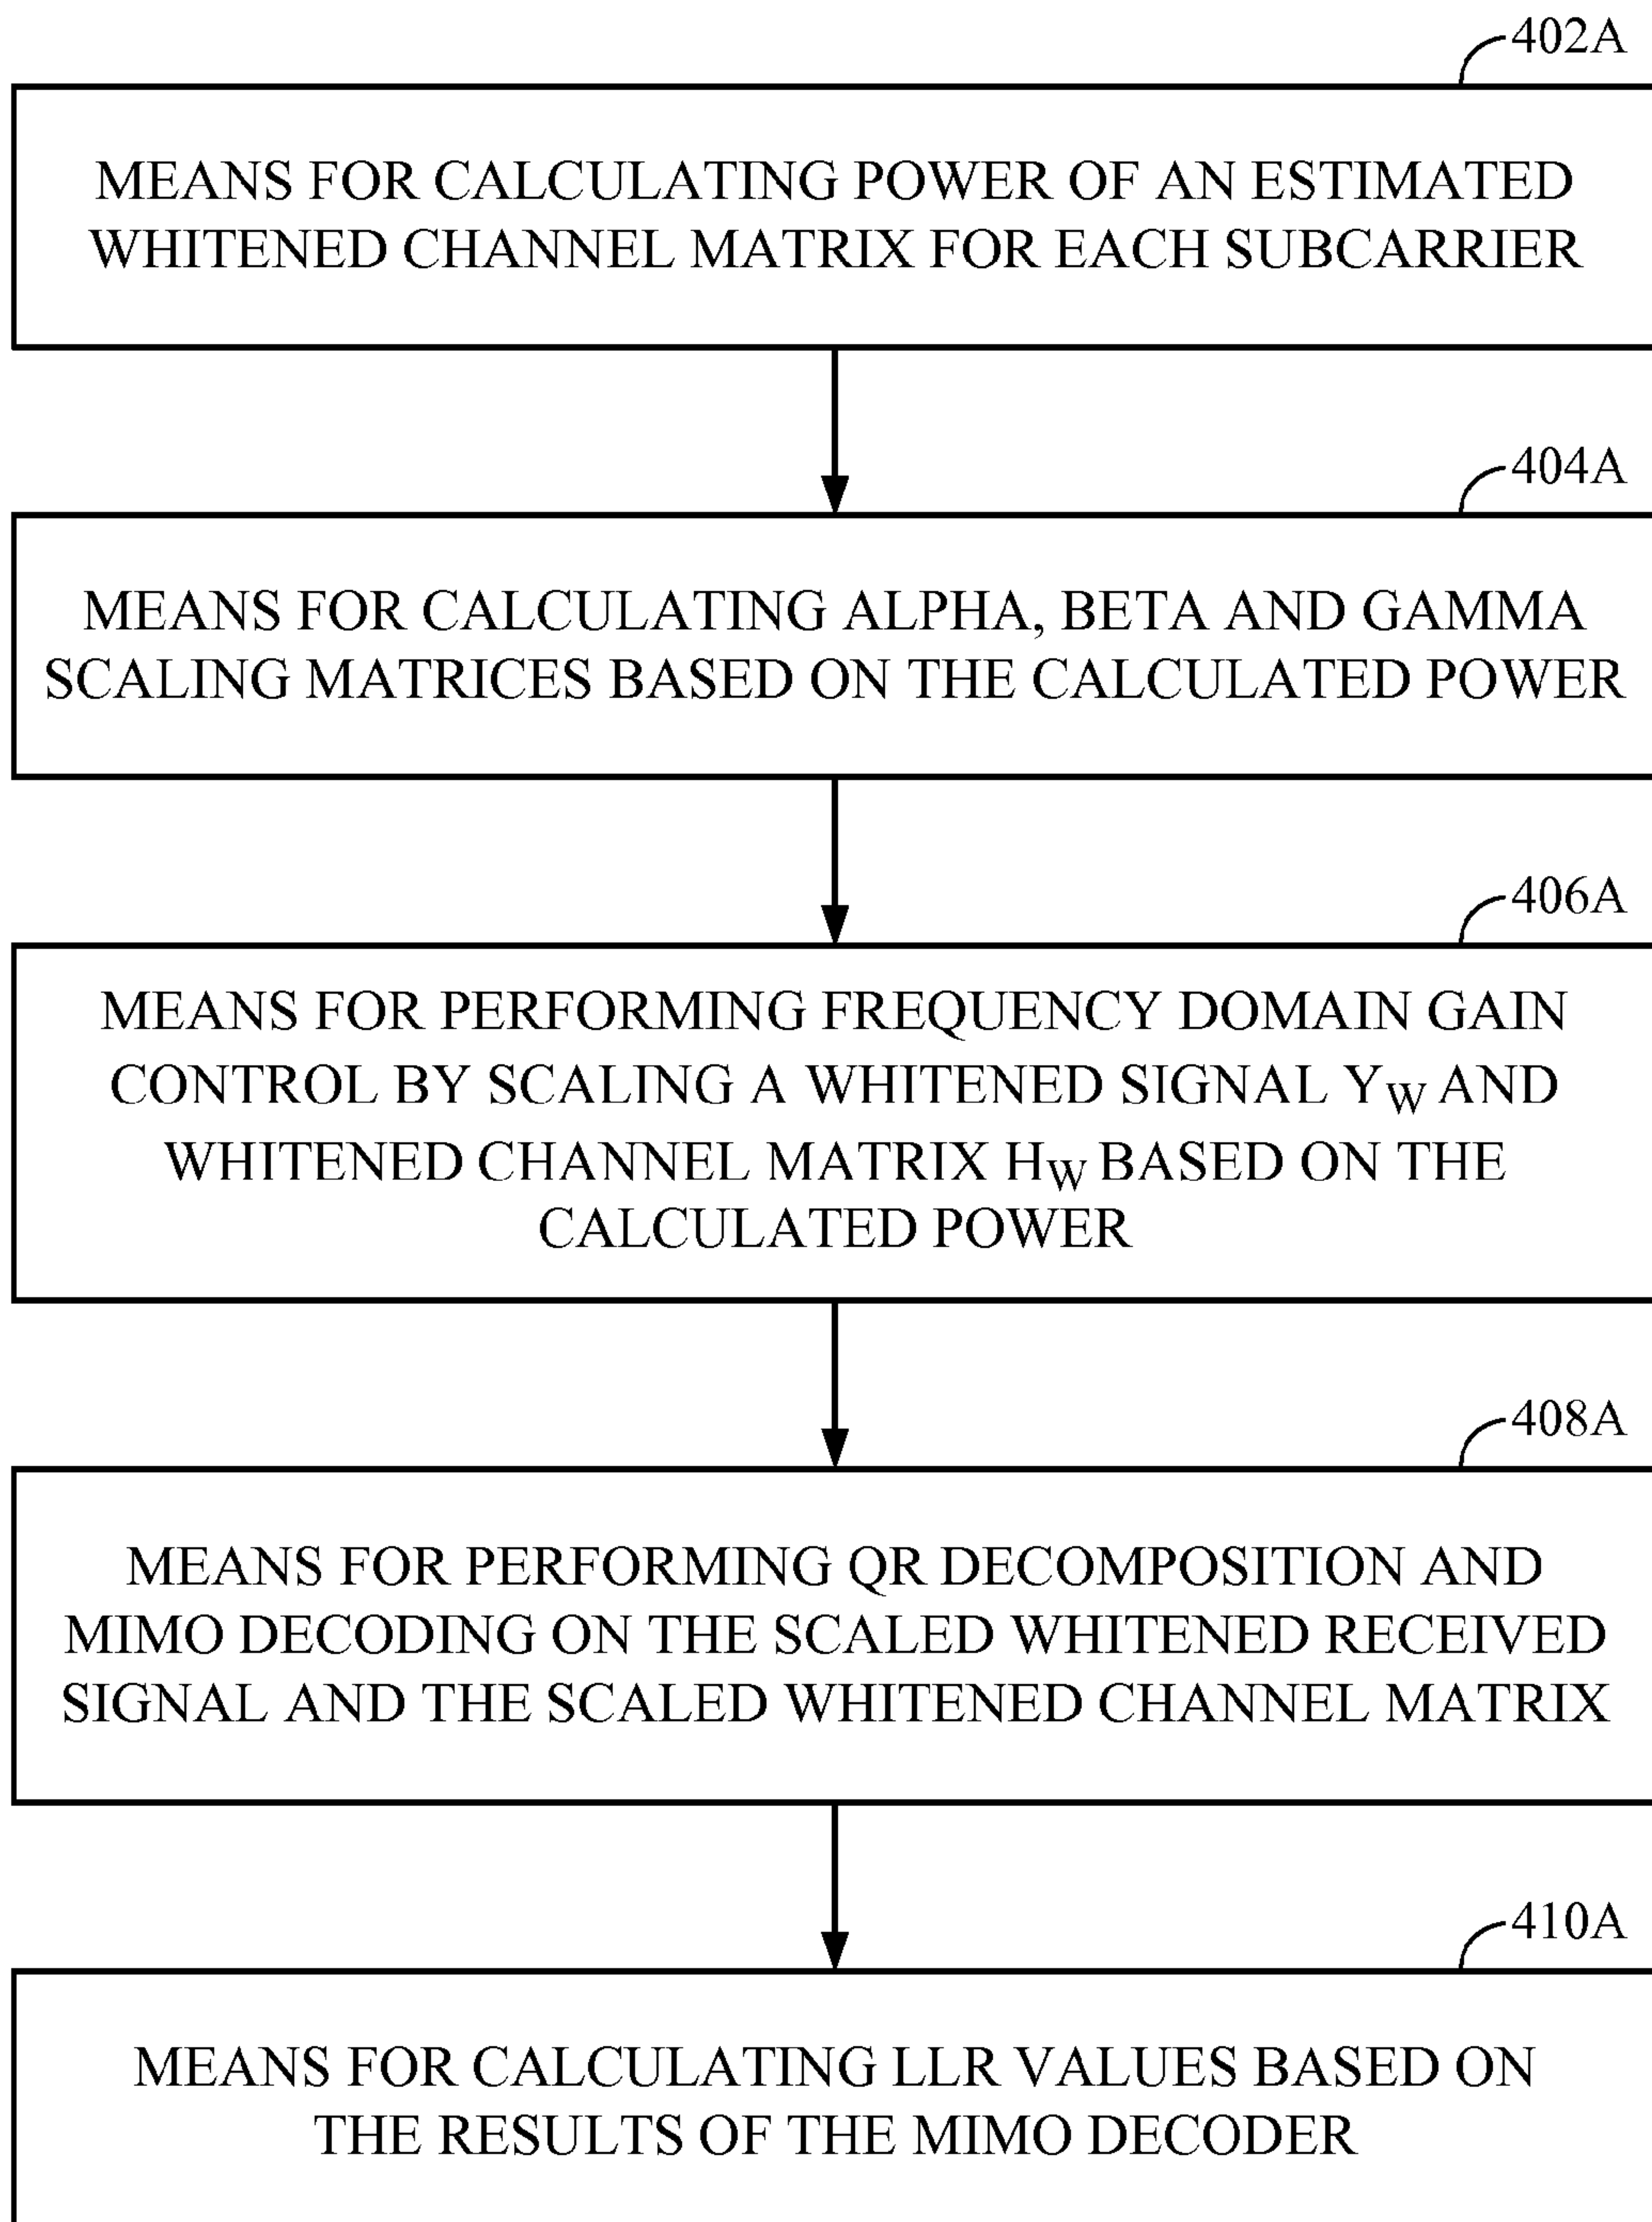 402A
MEANS FOR CALCULATING POWER OF AN ESTIMATED
WHITENED CHANNEL MATRIX FOR EACH SUBCARRIER
404A
MEANS FOR CALCULATING ALPHA, BETA AND GAMMA
SCALING MATRICES BASED ON THE CALCULATED POWER
406A
MEANS FOR PERFORMING FREQUENCY DOMAIN GAIN
CONTROL BY SCALING A WHITENED SIGNAL YW AND
WHITENED CHANNEL MATRIX HW BASED ON THE
CALCULATED POWER
408A
MEANS FOR PERFORMING QR DECOMPOSITION AND
MIMO DECODING ON THE SCALED WHITENED RECEIVED
SIGNAL AND THE SCALED WHITENED CHANNEL MATRIX
410A
MEANS FOR CALCULATING LLR VALUES BASED ON
THE RESULTS OF THE MIMO DECODER